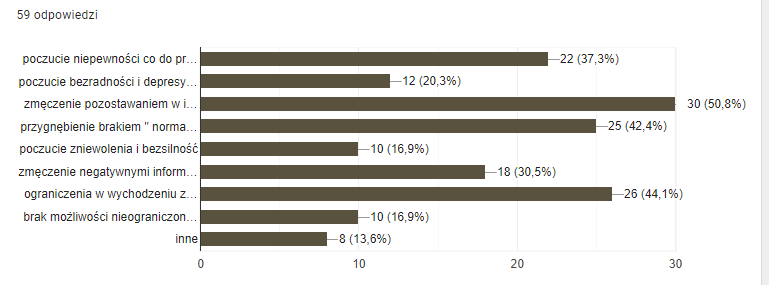 59 odpowiedzi
poczucie niepewności co do pr… 22 (37,3%)
poczucie bezradności i depresy… 12 (20,3%)
zmęczenie pozostawaniem w i… 30 (50,8%)
przygnębienie brakiem " norma… 25 (42,4%)
poczucie zniewolenia i bezsilność 10 (16,9%)
zmęczenie negatywnymi inform… 18 (30,5%)
ograniczenia w wychodzeniu z… 26 (44,1%)
brak możliwości nieograniczon… 10 (16,9%)
inne 8 (13,6%)
0 10 20 30